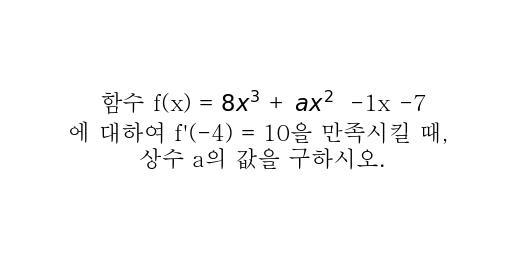 함수 f(x) = 8x³ + ax² −1x −7
에 대하여 f'(−4) = 10을 만족시킬 때,
상수 a의 값을 구하시오.